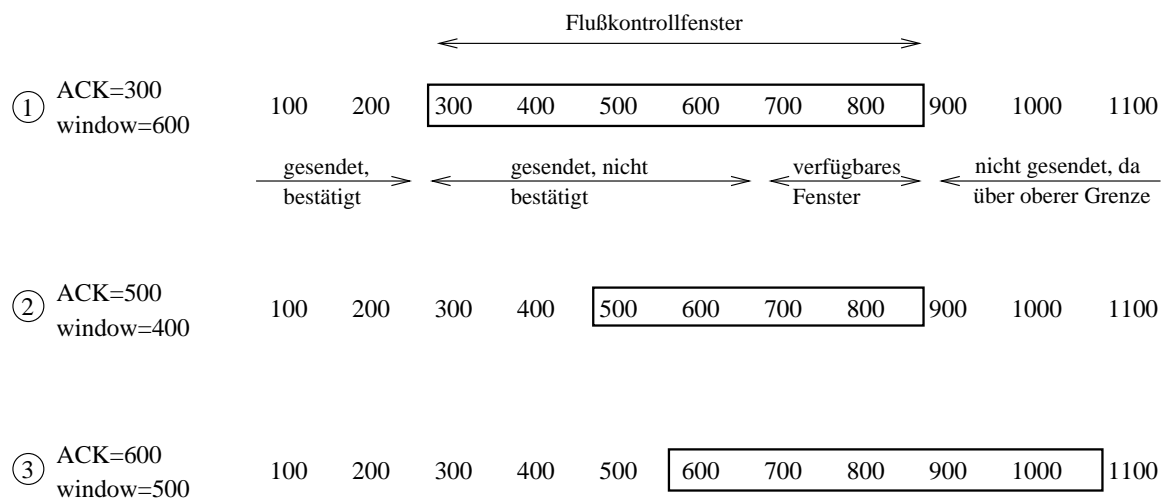 Flußkontrollfenster
1 ACK=300
window=600
100 200 300 400 500 600 700 800 900 1000 1100
gesendet,
bestätigt
gesendet, nicht
bestätigt
verfügbares
Fenster
nicht gesendet, da
über oberer Grenze
2 ACK=500
window=400
100 200 300 400 500 600 700 800 900 1000 1100
3 ACK=600
window=500
100 200 300 400 500 600 700 800 900 1000 1100